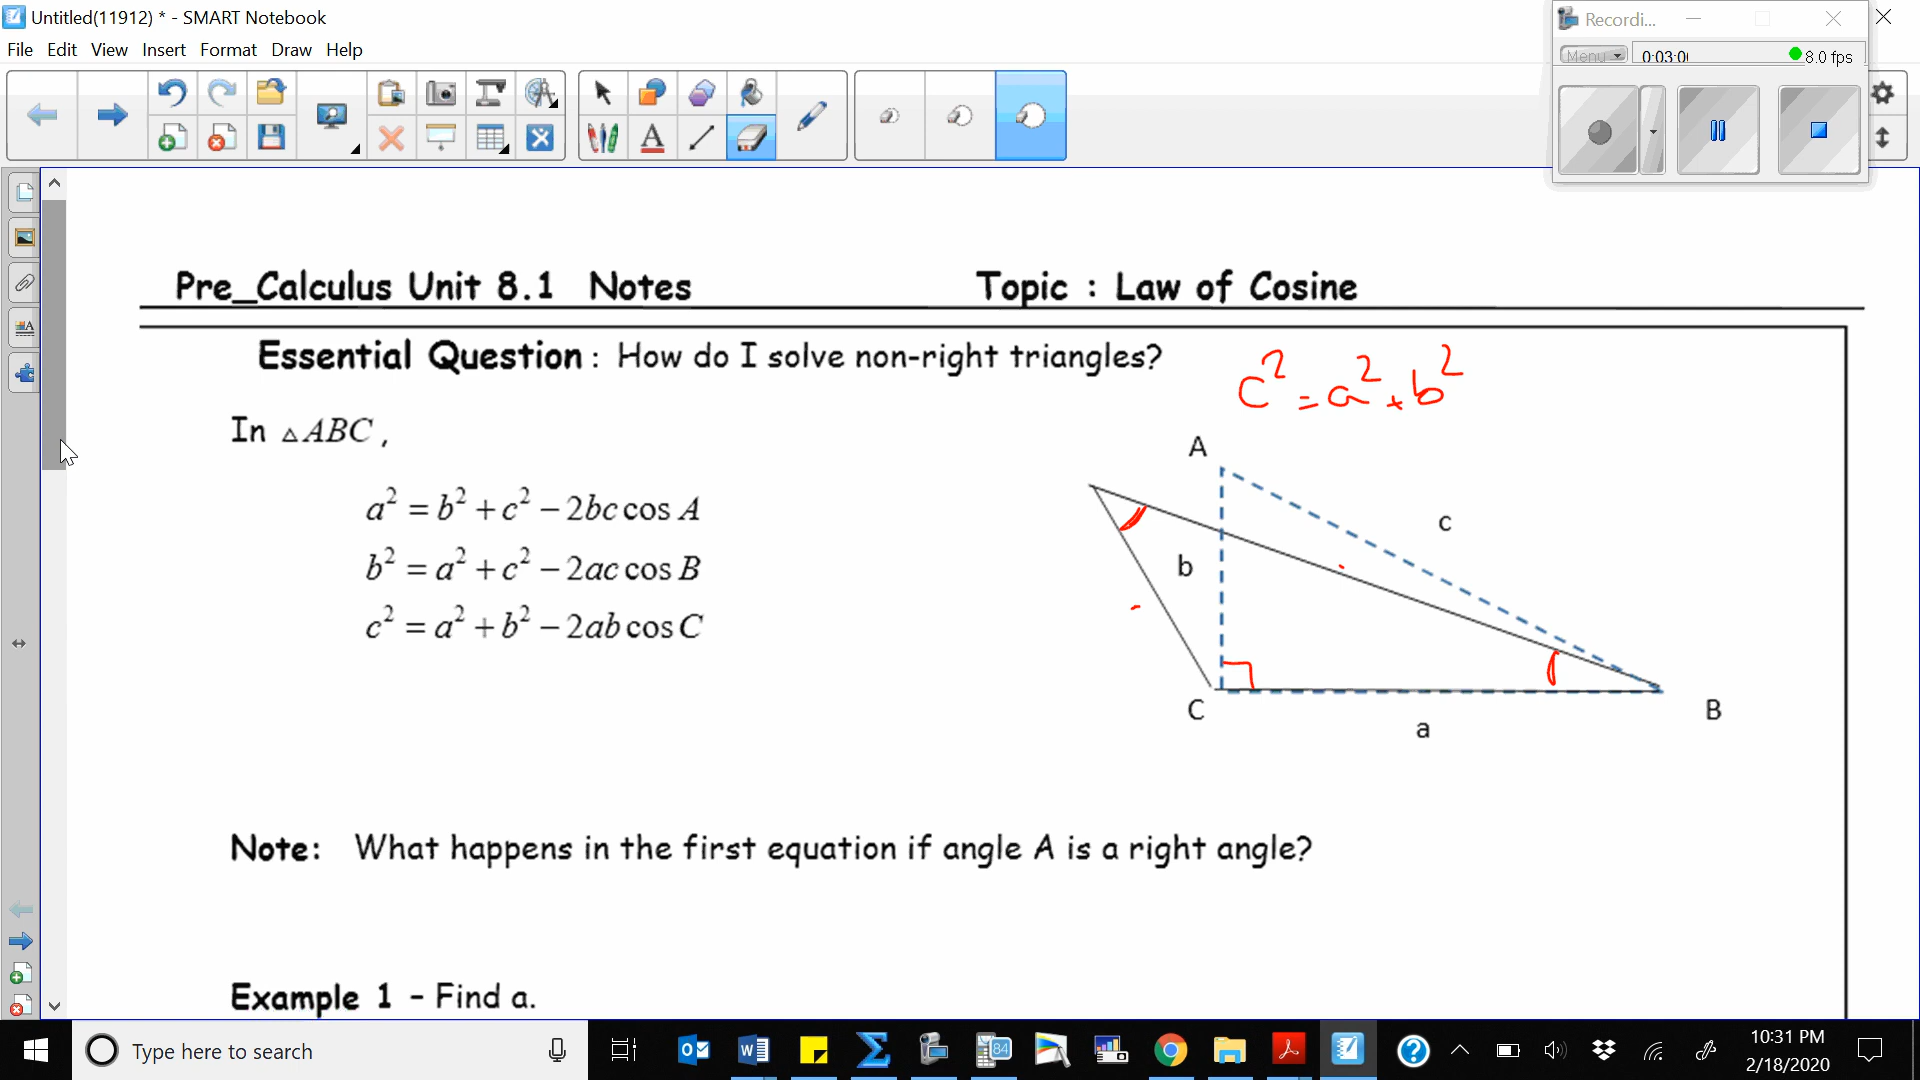 Untitled(11912) * - SMART Notebook
File Edit View Insert Format Draw Help
Recordi...
Menu
0:03:0
8.0 fps
Pre_Calculus Unit 8.1 Notes Topic : Law of Cosine
Essential Question : How do I solve non-right triangles?
c² = a² + b²
In △ABC ,
a² = b² + c² − 2bc cos A
b² = a² + c² − 2ac cos B
c² = a² + b² − 2ab cos C
A
c
b
C
B
a
Note: What happens in the first equation if angle A is a right angle?
Example 1 – Find a.
Type here to search
84
10:31 PM
2/18/2020